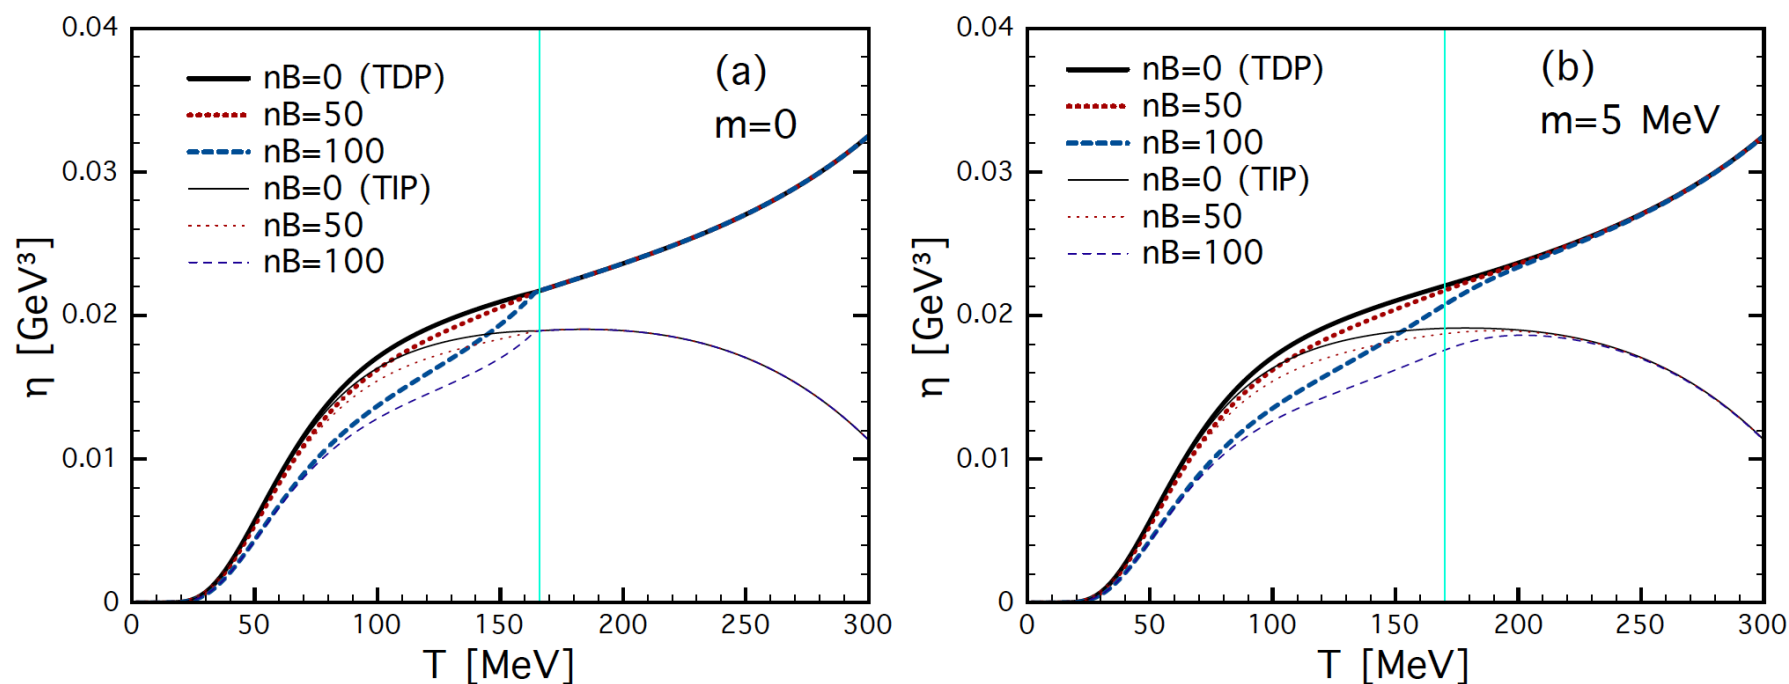 0.04
0.03
0.02
0.01
0
η [GeV³]
nB=0 (TDP)
nB=50
nB=100
nB=0 (TIP)
nB=50
nB=100
(a)
m=0
0 50 100 150 200 250 300
T [MeV]
0.04
0.03
0.02
0.01
0
η [GeV³]
nB=0 (TDP)
nB=50
nB=100
nB=0 (TIP)
nB=50
nB=100
(b)
m=5 MeV
0 50 100 150 200 250 300
T [MeV]